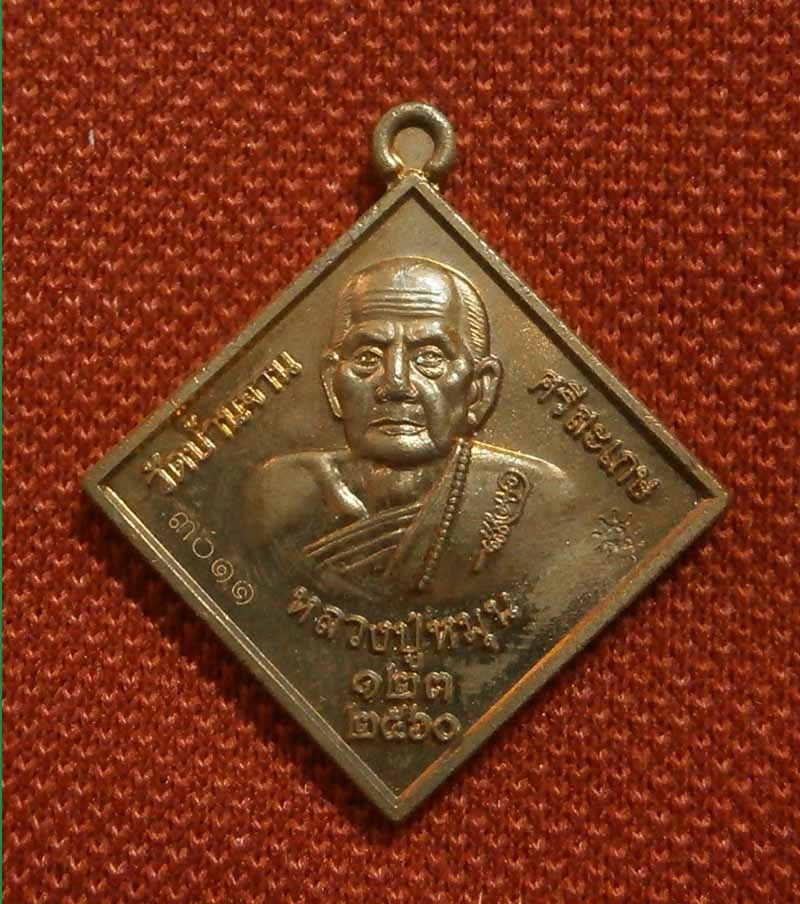 วัดบ้านจาน
ศรีสะเกษ
๓๐๑๑
หลวงปู่หมุน
๑๒๓
๒๕๖๐